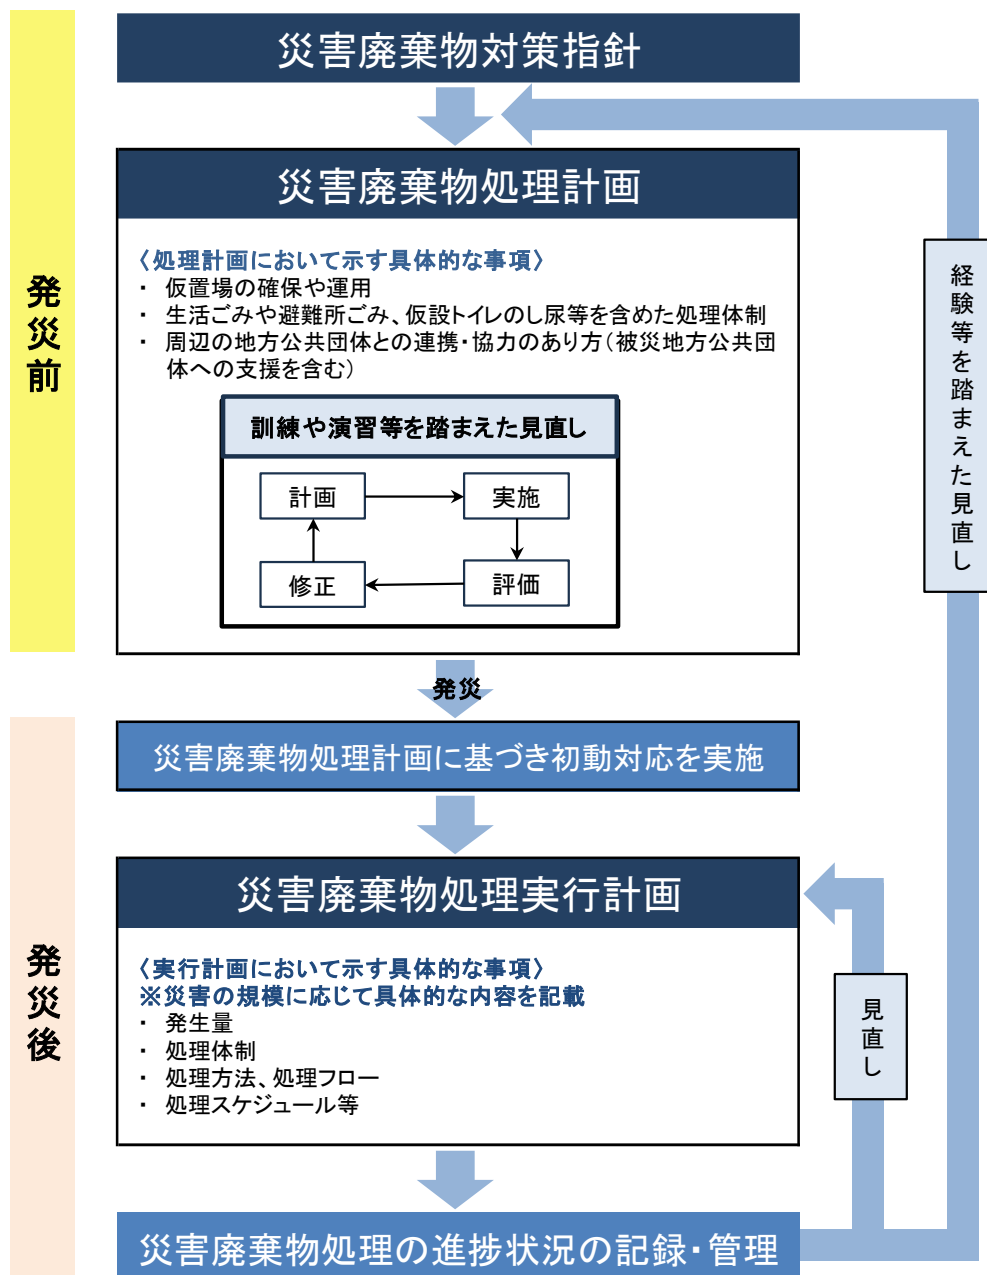 災害廃棄物対策指針
発災前
災害廃棄物処理計画
〈処理計画において示す具体的な事項〉
・ 仮置場の確保や運用
・ 生活ごみや避難所ごみ、仮設トイレのし尿等を含めた処理体制
・ 周辺の地方公共団体との連携・協力のあり方（被災地方公共団
体への支援を含む）
訓練や演習等を踏まえた見直し
計画
実施
修正
評価
経験等を踏まえた見直し
発災
発災後
災害廃棄物処理計画に基づき初動対応を実施
災害廃棄物処理実行計画
〈実行計画において示す具体的な事項〉
※災害の規模に応じて具体的な内容を記載
・ 発生量
・ 処理体制
・ 処理方法、処理フロー
・ 処理スケジュール等
見直し
災害廃棄物処理の進捗状況の記録・管理